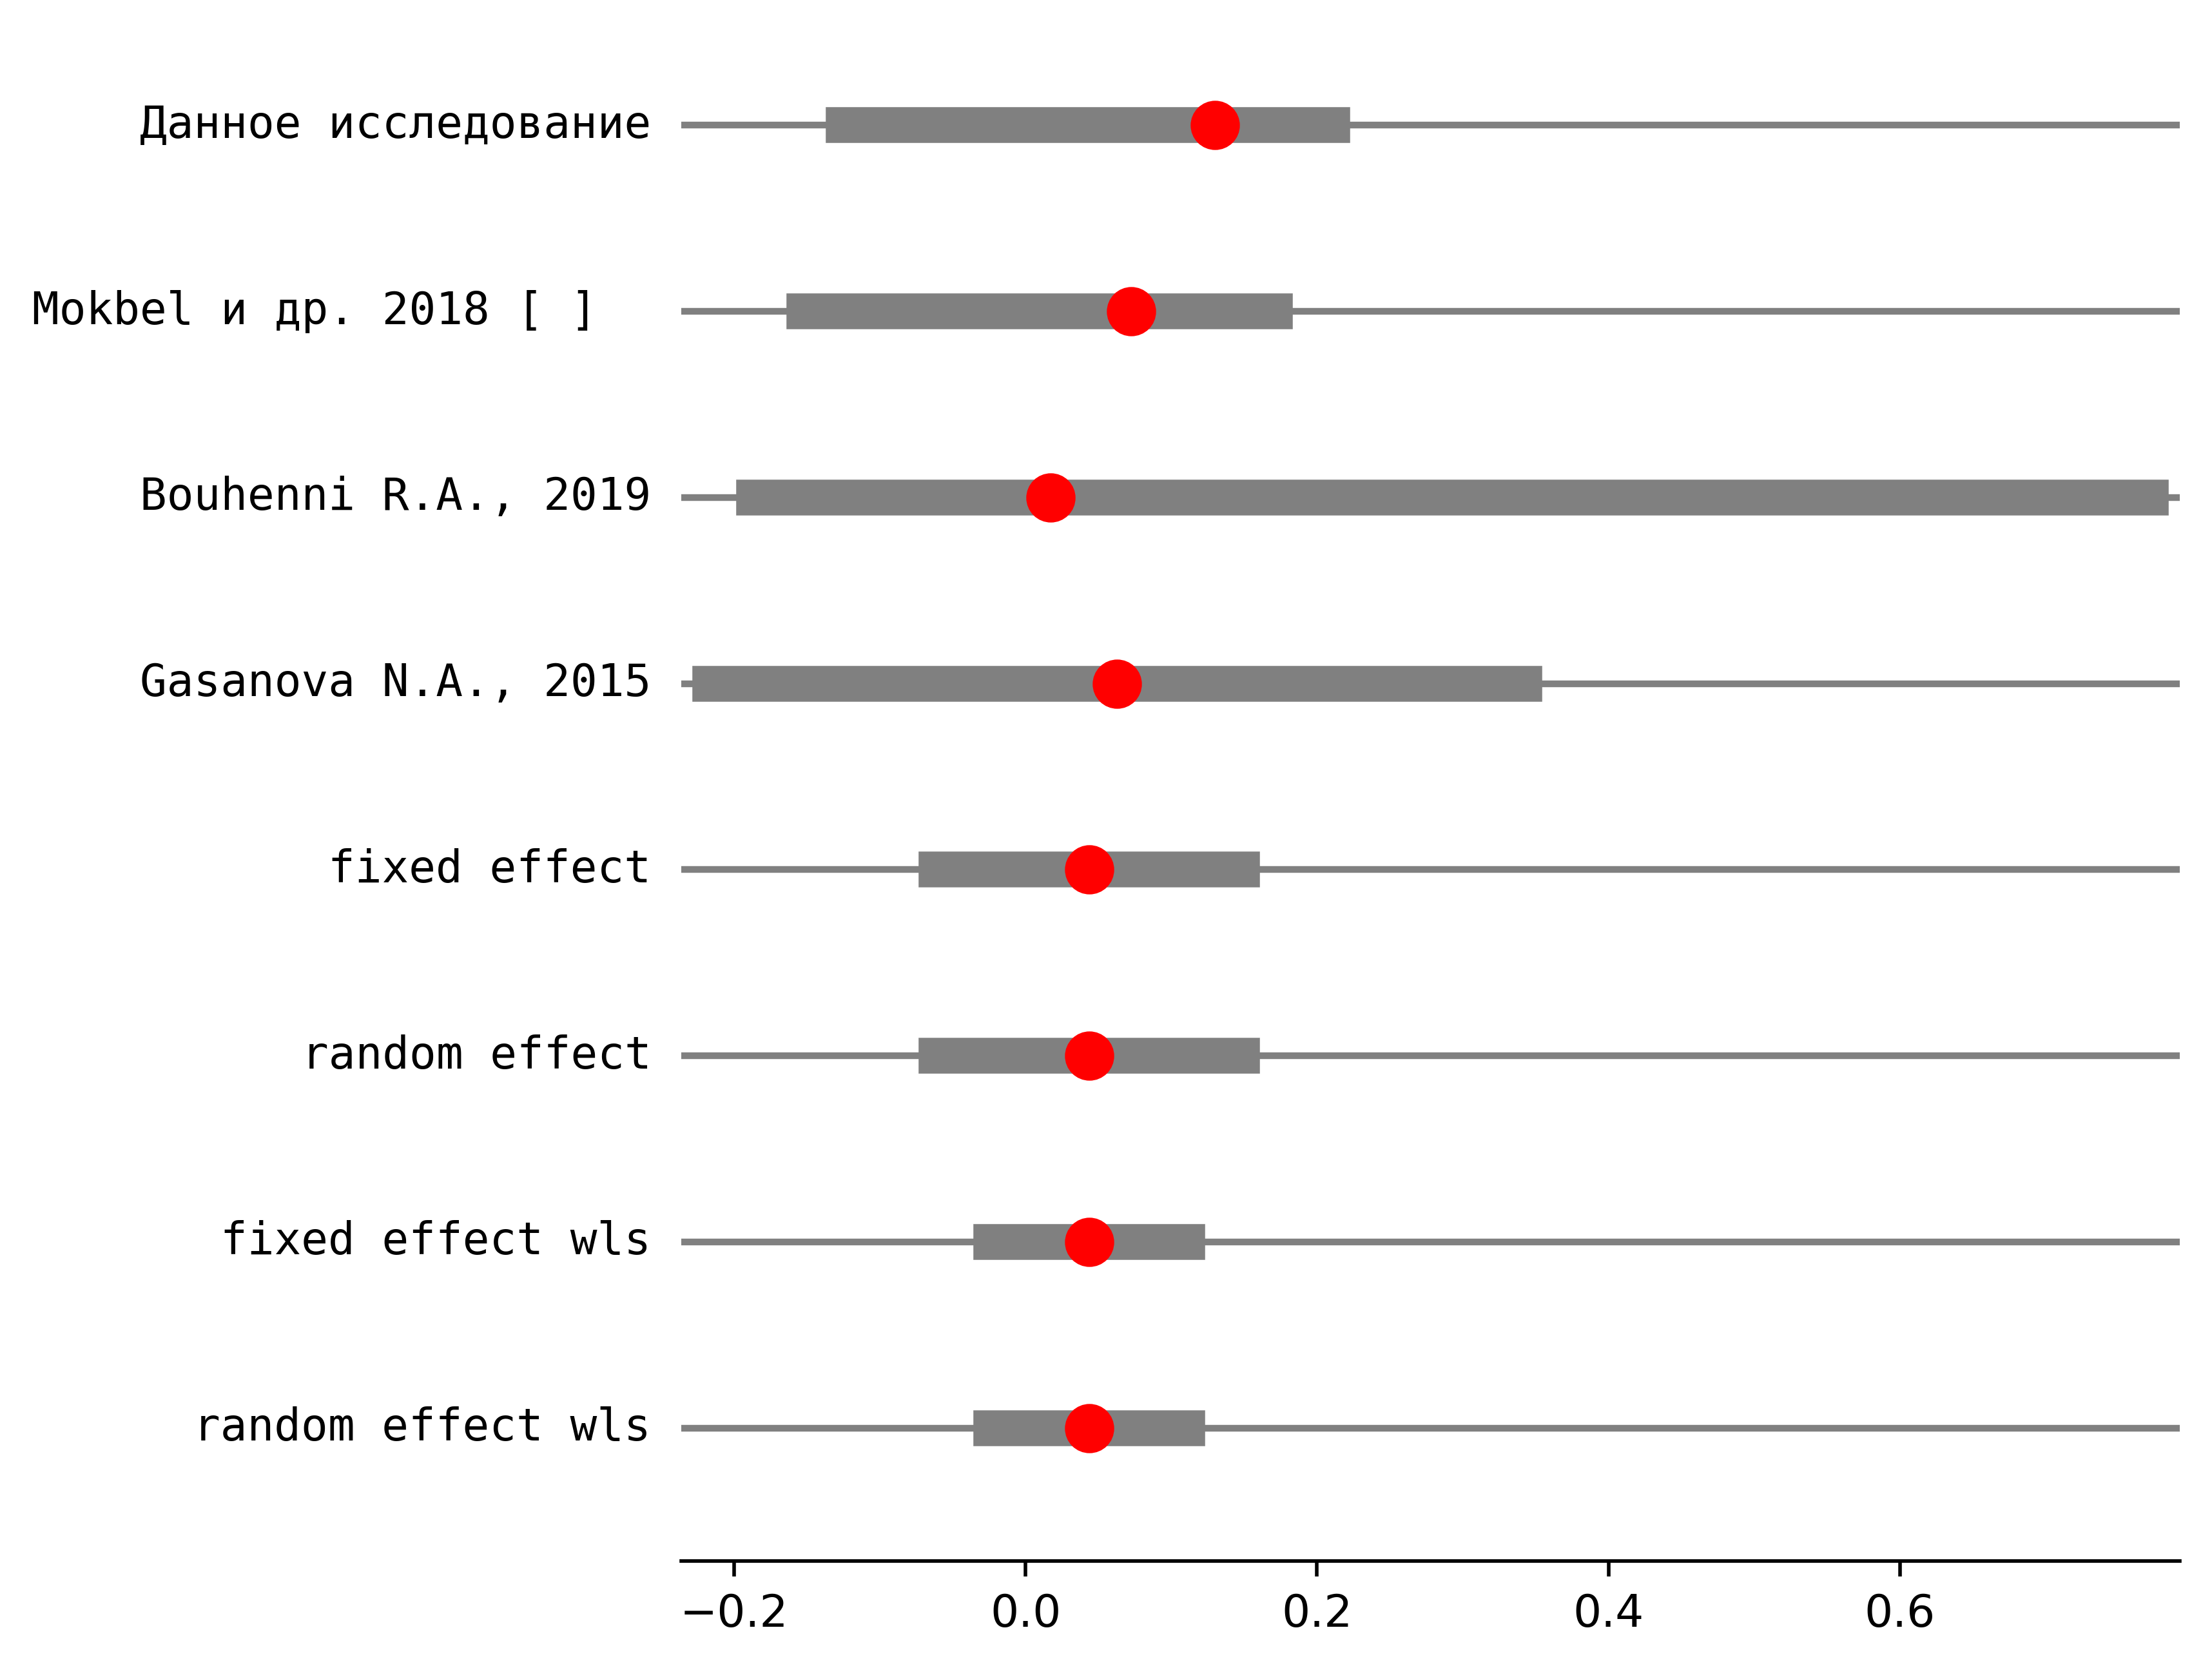 Данное исследование
Mokbel и др. 2018 [ ]
Bouhenni R.A., 2019
Gasanova N.A., 2015
fixed effect
random effect
fixed effect wls
random effect wls
−0.2 0.0 0.2 0.4 0.6